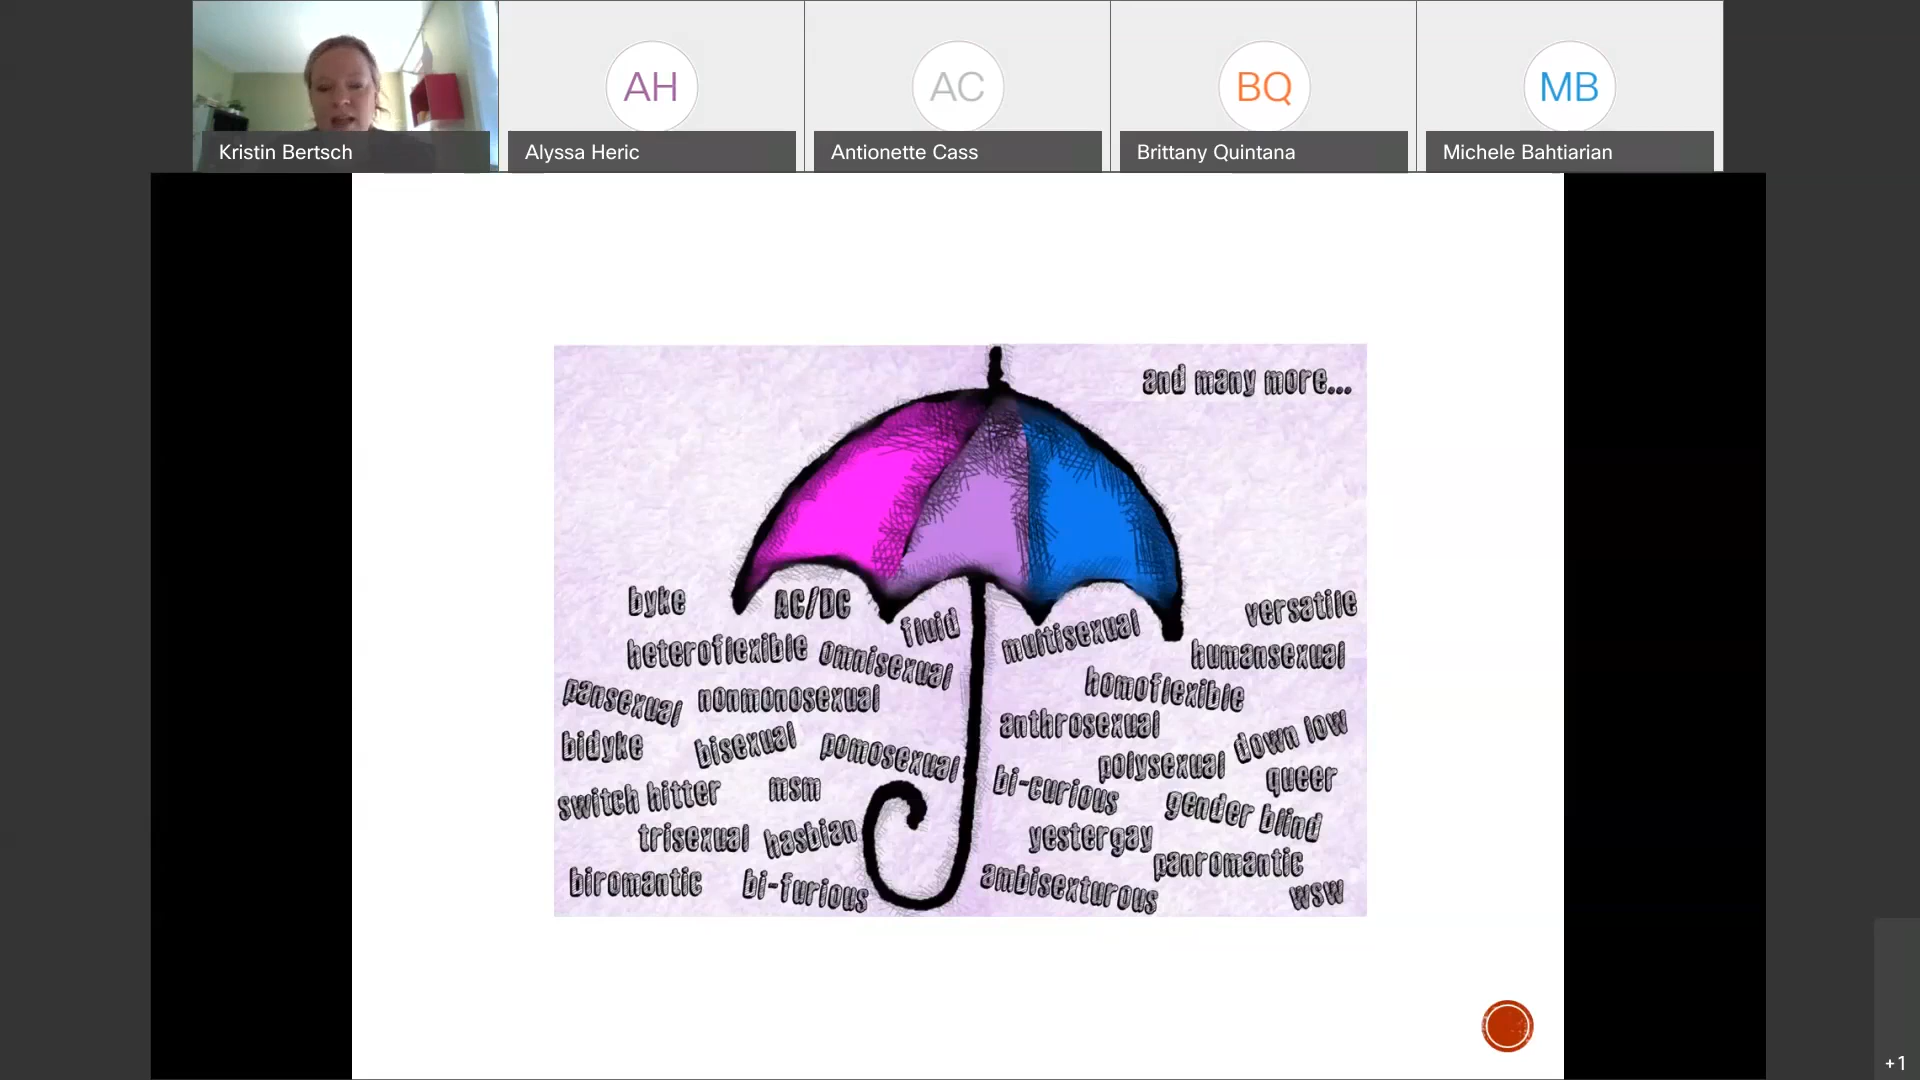 AH
AC
BQ
MB
Kristin Bertsch
Alyssa Heric
Antionette Cass
Brittany Quintana
Michele Bahtiarian
and many more...
byke
AC/DC
fluid
multisexual
versatile
heteroflexible
omnisexual
humansexual
pansexual
nonmonosexual
homoflexible
anthrosexual
down low
bidyke
bisexual
pomosexual
polysexual
queer
switch hitter
msm
bi-curious
gender blind
trisexual
hasbian
yestergay
panromantic
biromantic
bi-furious
ambisexturous
wsw
+1